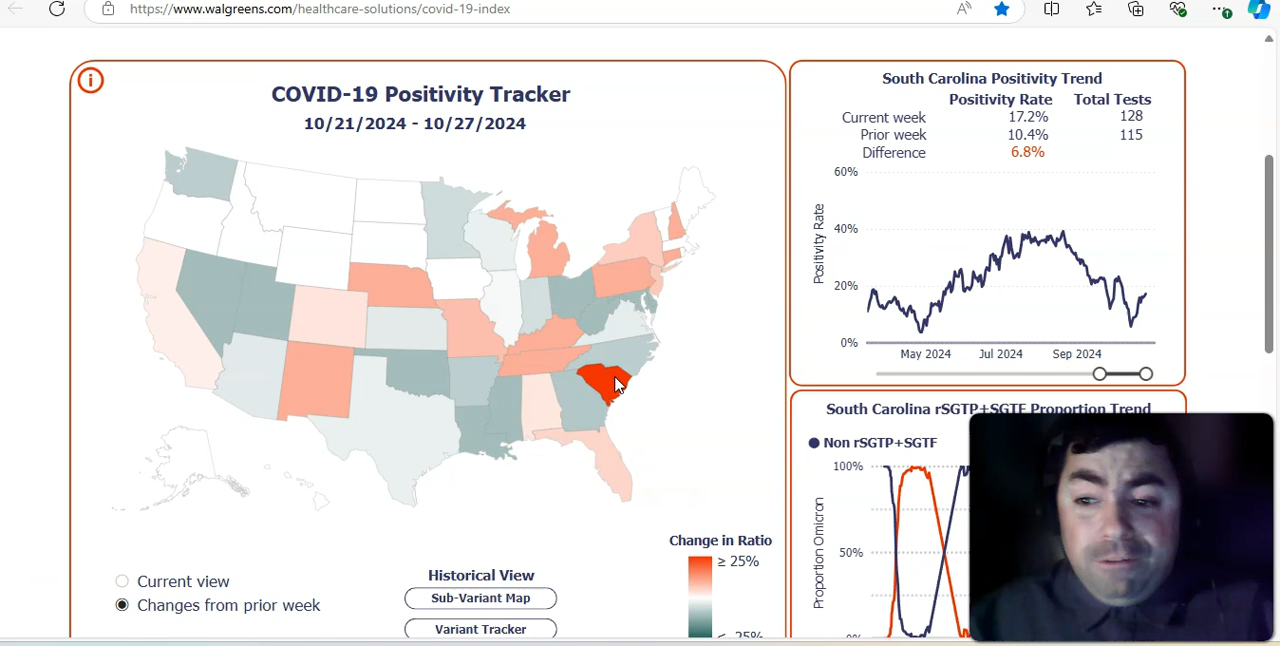 https://www.walgreens.com/healthcare-solutions/covid-19-index
COVID-19 Positivity Tracker
10/21/2024 - 10/27/2024
Change in Ratio
≥ 25%
Current view
Changes from prior week
Historical View
Sub-Variant Map
Variant Tracker
South Carolina Positivity Trend
Positivity Rate Total Tests
Current week 17.2% 128
Prior week 10.4% 115
Difference 6.8%
Positivity Rate
60%
40%
20%
0%
May 2024 Jul 2024 Sep 2024
South Carolina rSGTP+SGTF Proportion Trend
Non rSGTP+SGTF
Proportion Omicron
100%
50%